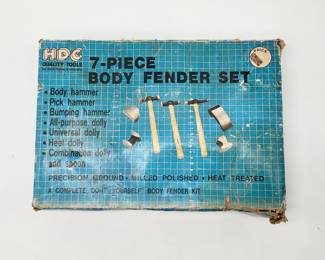 HDC
QUALITY TOOLS
7-PIECE
BODY FENDER SET
• Body hammer
• Pick hammer
• Bumping hammer
• All-purpose dolly
• Universal dolly
• Heal dolly
• Combination dolly
and spoon
PRECISION GROUND • MILLED POLISHED • HEAT TREATED
A COMPLETE DO-IT-YOURSELF BODY FENDER KIT